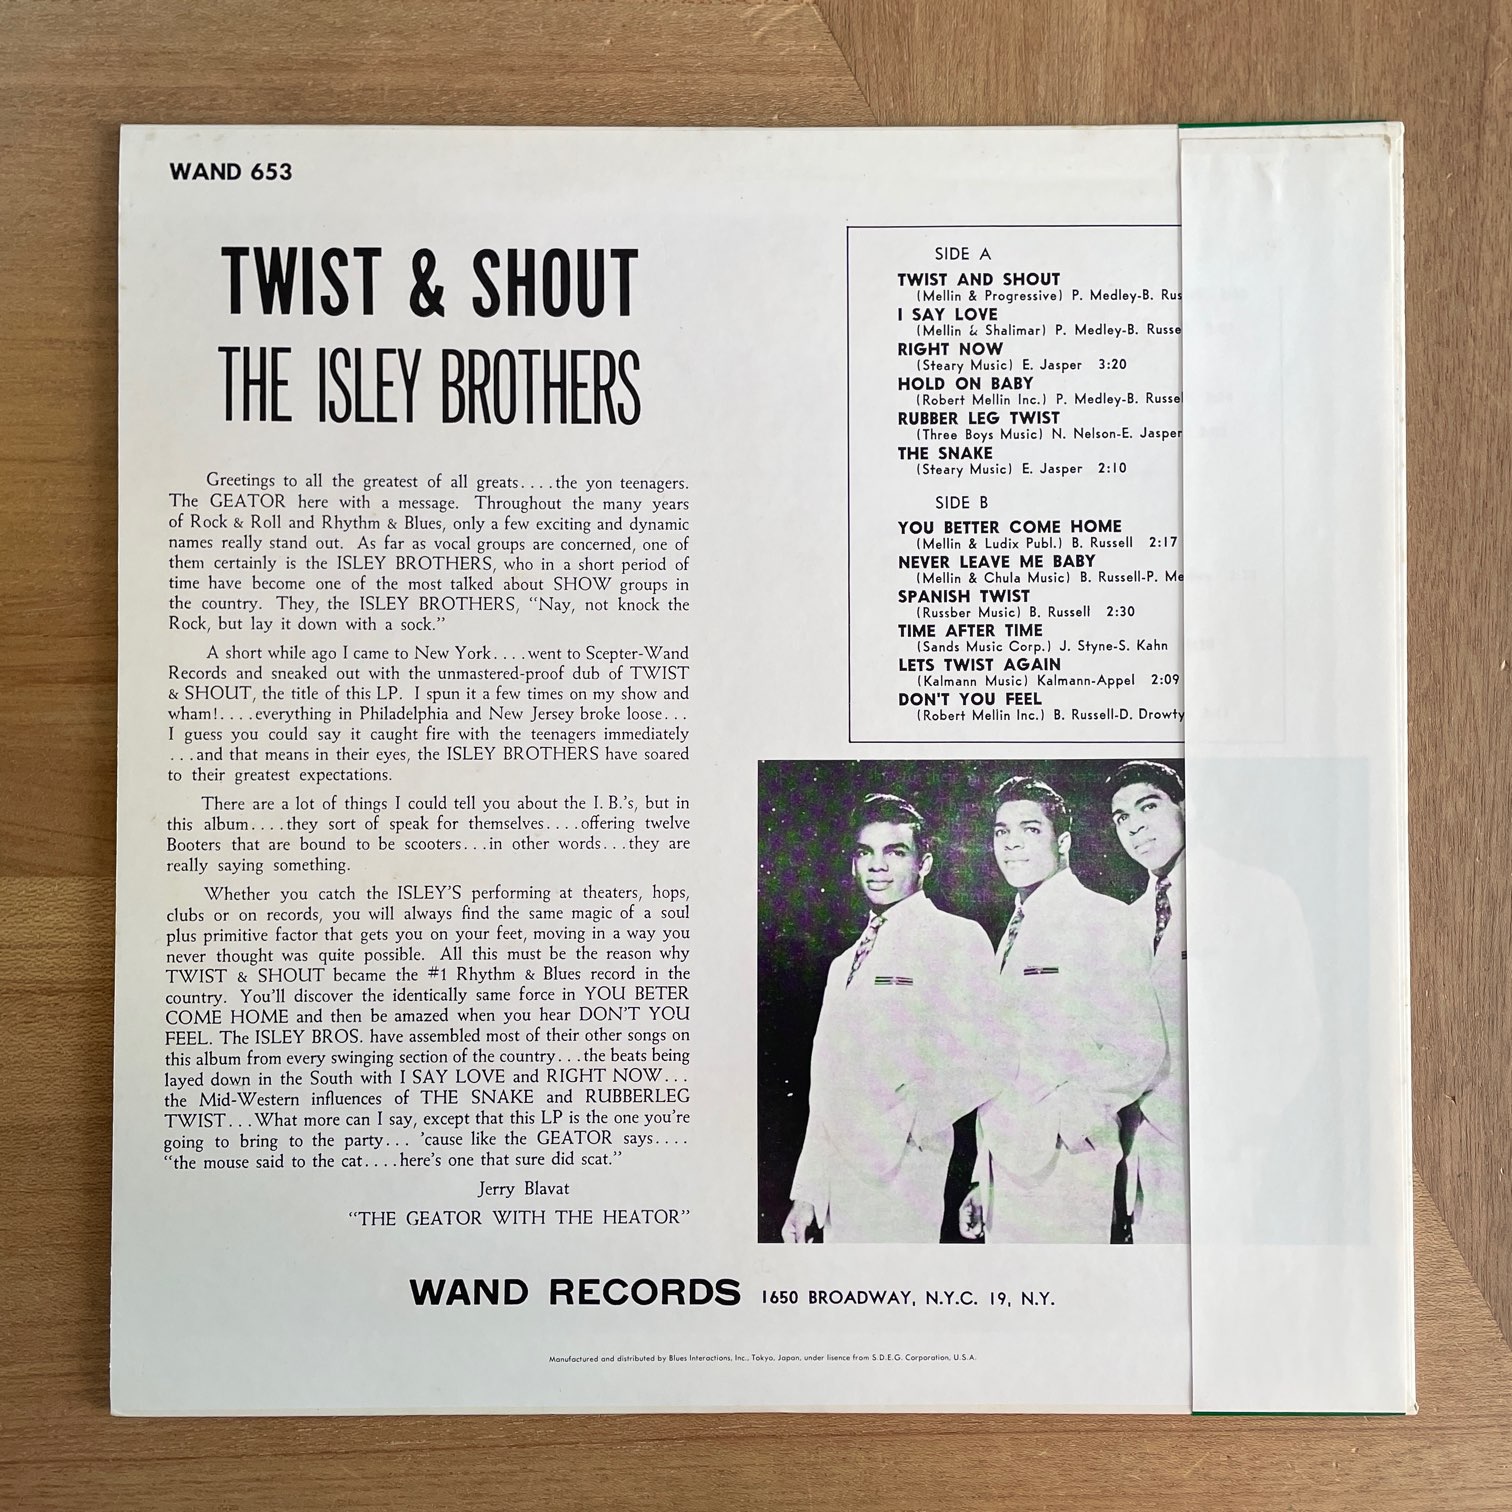 WAND 653
TWIST & SHOUT
THE ISLEY BROTHERS
Greetings to all the greatest of all greats....the yon teenagers.
The GEATOR here with a message. Throughout the many years
of Rock & Roll and Rhythm & Blues, only a few exciting and dynamic
names really stand out. As far as vocal groups are concerned, one of
them certainly is the ISLEY BROTHERS, who in a short period of
time have become one of the most talked about SHOW groups in
the country. They, the ISLEY BROTHERS, “Nay, not knock the
Rock, but lay it down with a sock.”
A short while ago I came to New York....went to Scepter-Wand
Records and sneaked out with the unmastered-proof dub of TWIST
& SHOUT, the title of this LP. I spun it a few times on my show and
wham!....everything in Philadelphia and New Jersey broke loose...
I guess you could say it caught fire with the teenagers immediately
...and that means in their eyes, the ISLEY BROTHERS have soared
to their greatest expectations.
There are a lot of things I could tell you about the I. B.'s, but in
this album....they sort of speak for themselves....offering twelve
Booters that are bound to be scooters...in other words...they are
really saying something.
Whether you catch the ISLEY'S performing at theaters, hops,
clubs or on records, you will always find the same magic of a soul
plus primitive factor that gets you on your feet, moving in a way you
never thought was quite possible. All this must be the reason why
TWIST & SHOUT became the #1 Rhythm & Blues record in the
country. You'll discover the identically same force in YOU BETER
COME HOME and then be amazed when you hear DON'T YOU
FEEL. The ISLEY BROS. have assembled most of their other songs on
this album from every swinging section of the country...the beats being
layed down in the South with I SAY LOVE and RIGHT NOW...
the Mid-Western influences of THE SNAKE and RUBBERLEG
TWIST...What more can I say, except that this LP is the one you're
going to bring to the party... 'cause like the GEATOR says....
“the mouse said to the cat....here's one that sure did scat.”
Jerry Blavat
“THE GEATOR WITH THE HEATOR”
SIDE A
TWIST AND SHOUT
(Mellin & Progressive) P. Medley-B. Rus
I SAY LOVE
(Mellin & Shalimar) P. Medley-B. Russe
RIGHT NOW
(Steary Music) E. Jasper 3:20
HOLD ON BABY
(Robert Mellin Inc.) P. Medley-B. Russel
RUBBER LEG TWIST
(Three Boys Music) N. Nelson-E. Jasper
THE SNAKE
(Steary Music) E. Jasper 2:10
SIDE B
YOU BETTER COME HOME
(Mellin & Ludix Publ.) B. Russell 2:17
NEVER LEAVE ME BABY
(Mellin & Chula Music) B. Russell-P. Me
SPANISH TWIST
(Russber Music) B. Russell 2:30
TIME AFTER TIME
(Sands Music Corp.) J. Styne-S. Kahn
LETS TWIST AGAIN
(Kalmann Music) Kalmann-Appel 2:09
DON'T YOU FEEL
(Robert Mellin Inc.) B. Russell-D. Drowty
WAND RECORDS 1650 BROADWAY, N.Y.C. 19, N.Y.
Manufactured and distributed by Blues Interactions, Inc., Tokyo, Japan, under lisence from S.D.E.G. Corporation, U.S.A.